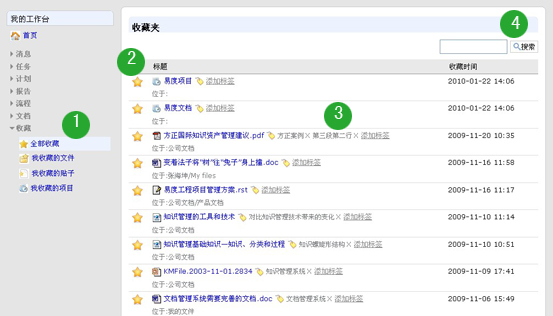 我的工作台
首页
消息
任务
计划
报告
流程
文档
收藏
全部收藏
我收藏的文件
我收藏的贴子
我收藏的项目
1
收藏夹
4
搜索
2
标题 收藏时间
易度项目 添加标签 2010-01-22 14:06
位于:
易度文档 添加标签 2010-01-22 14:06
位于:
3
方正国际知识资产管理建议.pdf 方正案例X 第三段第二行X 添加标签 2009-11-20 10:35
位于:公司文档
变着法子将“树”往“兔子”身上撞.doc 添加标签 2009-11-16 11:58
位于:张海坤/My files
易度工程项目管理方案.rst 添加标签 2009-11-16 11:17
位于:公司文档/产品文档
知识管理的工具和技术 对比知识管理技术带来的变化X 添加标签 2009-11-10 11:14
位于:公司文档
知识管理基础知识—知识、分类和过程 知识螺旋形结构X 添加标签 2009-11-10 10:51
位于:公司文档
KMFile.2003-11-01.2834 知识管理系统X 添加标签 2009-11-09 17:41
位于:公司文档
文档管理系统需要完善的文档.doc 文档管理系统X 添加标签 2009-11-06 15:49
位于:我的文件